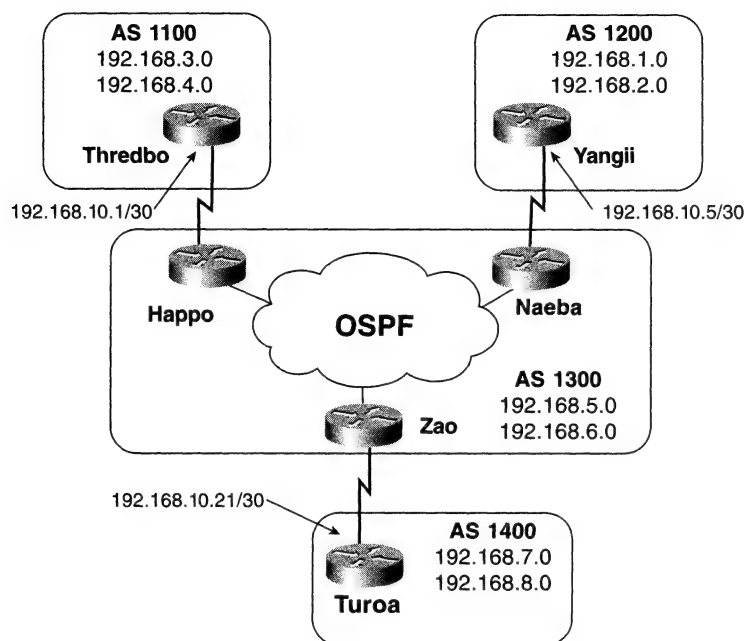 AS 1100
192.168.3.0
192.168.4.0
Thredbo
AS 1200
192.168.1.0
192.168.2.0
Yangii
192.168.10.1/30
192.168.10.5/30
Happo
OSPF
Naeba
AS 1300
192.168.5.0
192.168.6.0
Zao
192.168.10.21/30
AS 1400
192.168.7.0
192.168.8.0
Turoa